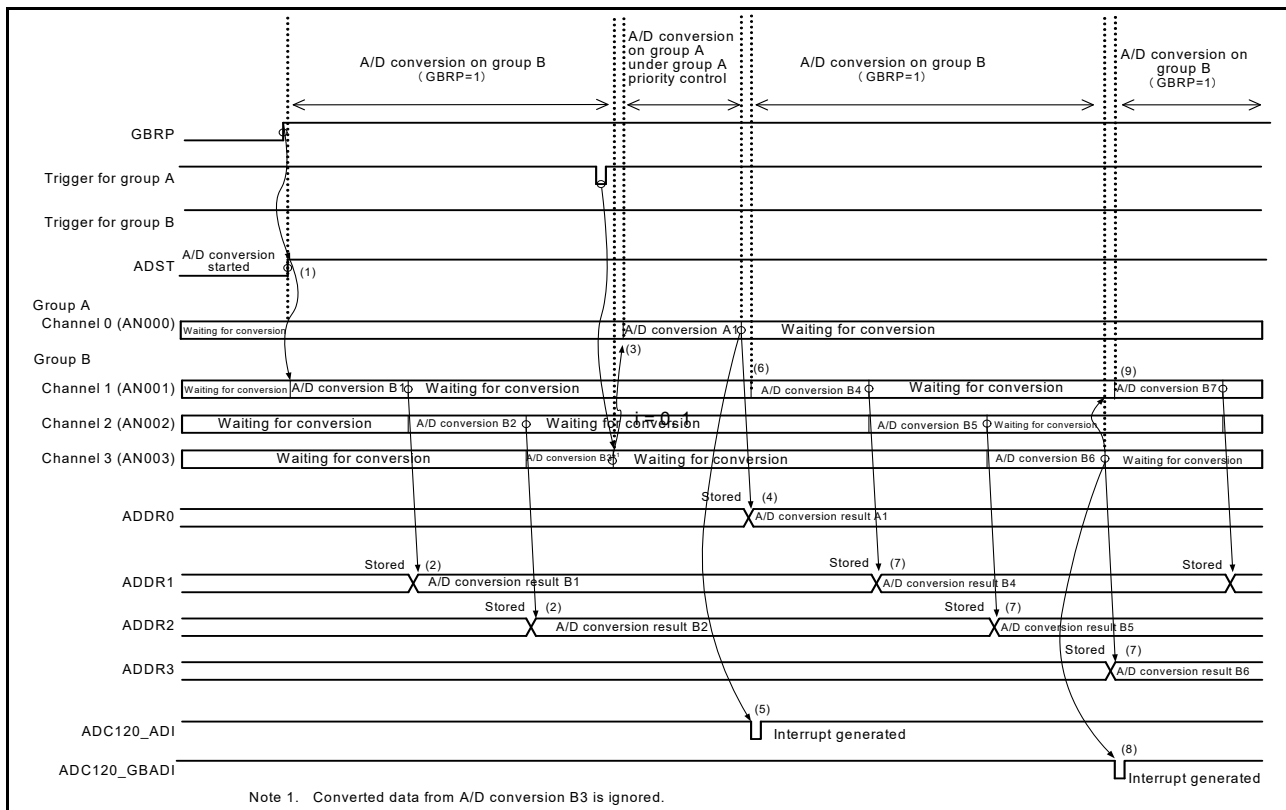 A/D conversion on group B
(GBRP=1)
A/D conversion
on group A
under group A
priority control
A/D conversion on group B
(GBRP=1)
A/D conversion on
group B
(GBRP=1)
GBRP
Trigger for group A
Trigger for group B
ADST
A/D conversion
started
(1)
Group A
Channel 0 (AN000)
Waiting for conversion
A/D conversion A1
Waiting for conversion
(3)
Group B
(6)
(9)
Channel 1 (AN001)
Waiting for conversion
A/D conversion B1
Waiting for conversion
A/D conversion B4
Waiting for conversion
A/D conversion B7
i = 0, 1
Channel 2 (AN002)
Waiting for conversion
A/D conversion B2
Waiting for conversion
A/D conversion B5
Waiting for conversion
Channel 3 (AN003)
Waiting for conversion
A/D conversion B3*1
Waiting for conversion
A/D conversion B6
Waiting for conversion
Stored (4)
ADDR0
A/D conversion result A1
Stored (2)
Stored (7)
Stored
ADDR1
A/D conversion result B1
A/D conversion result B4
Stored (2)
Stored (7)
ADDR2
A/D conversion result B2
A/D conversion result B5
Stored (7)
ADDR3
A/D conversion result B6
(5)
ADC120_ADI
Interrupt generated
(8)
ADC120_GBADI
Interrupt generated
Note 1. Converted data from A/D conversion B3 is ignored.